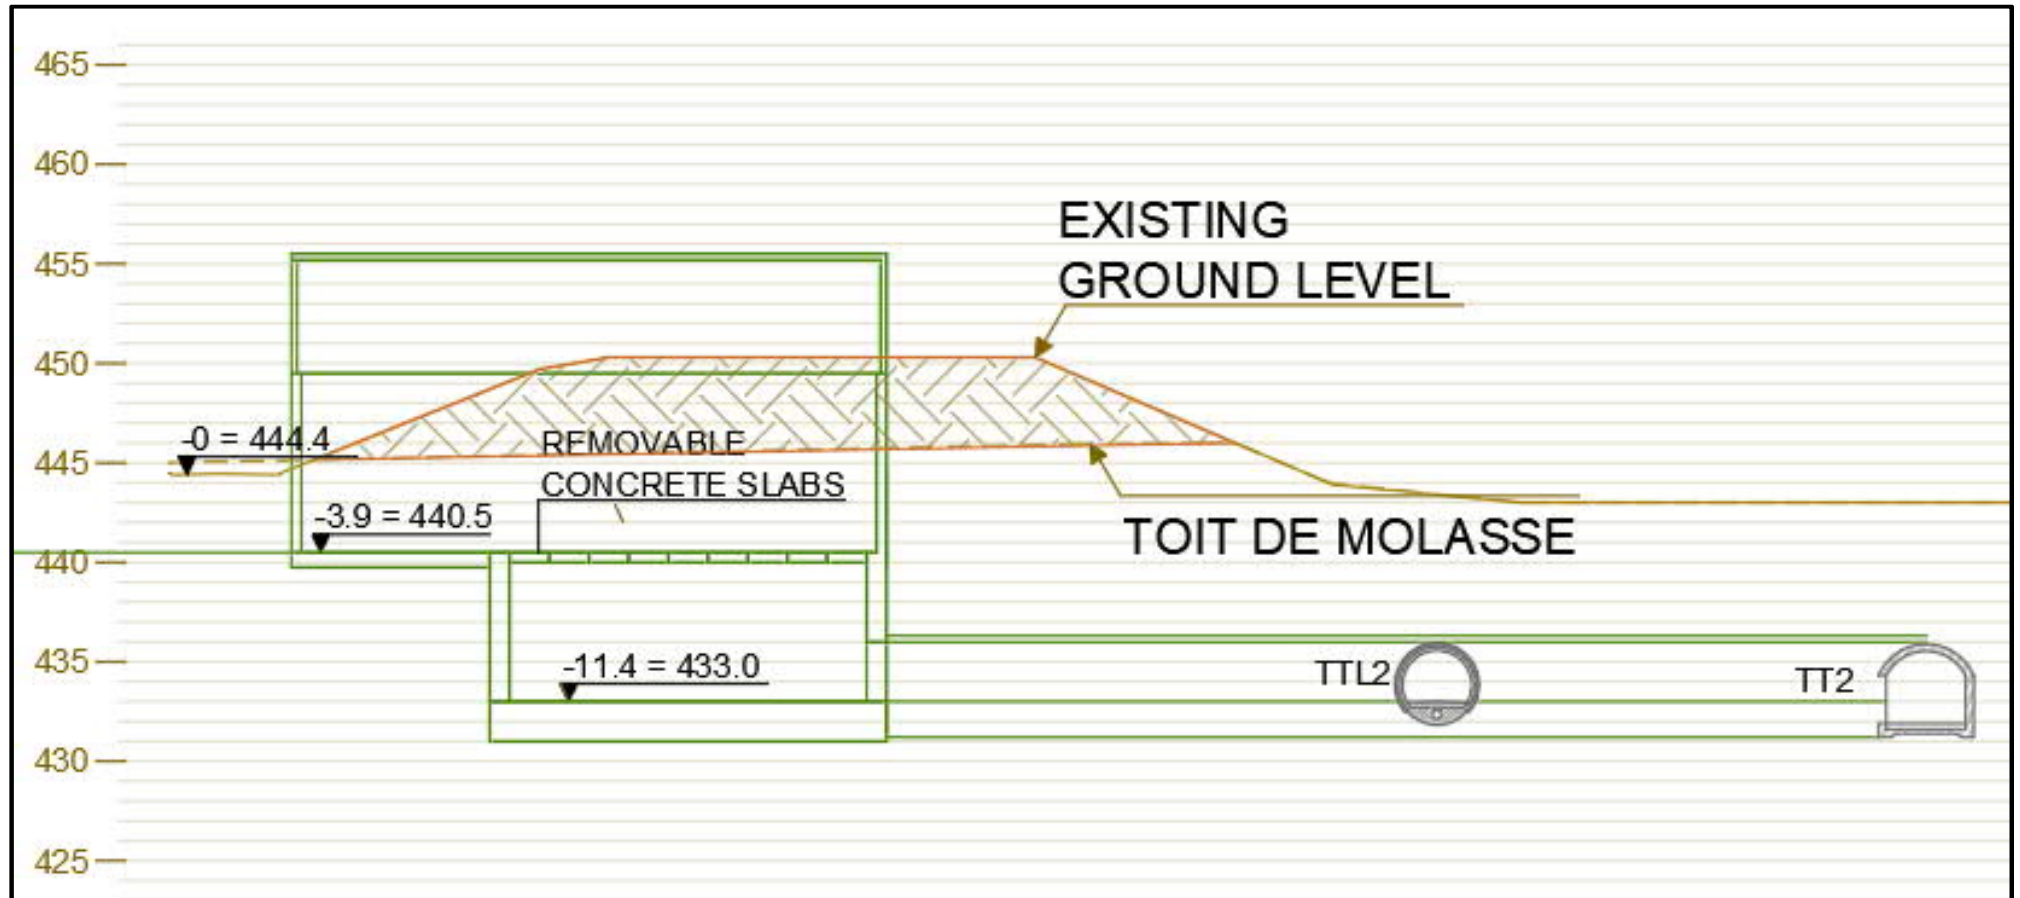 465
460
455
450
445
440
435
430
425
EXISTING
GROUND LEVEL
-0 = 444.4
REMOVABLE
CONCRETE SLABS
-3.9 = 440.5
TOIT DE MOLASSE
-11.4 = 433.0
TTL2
TT2